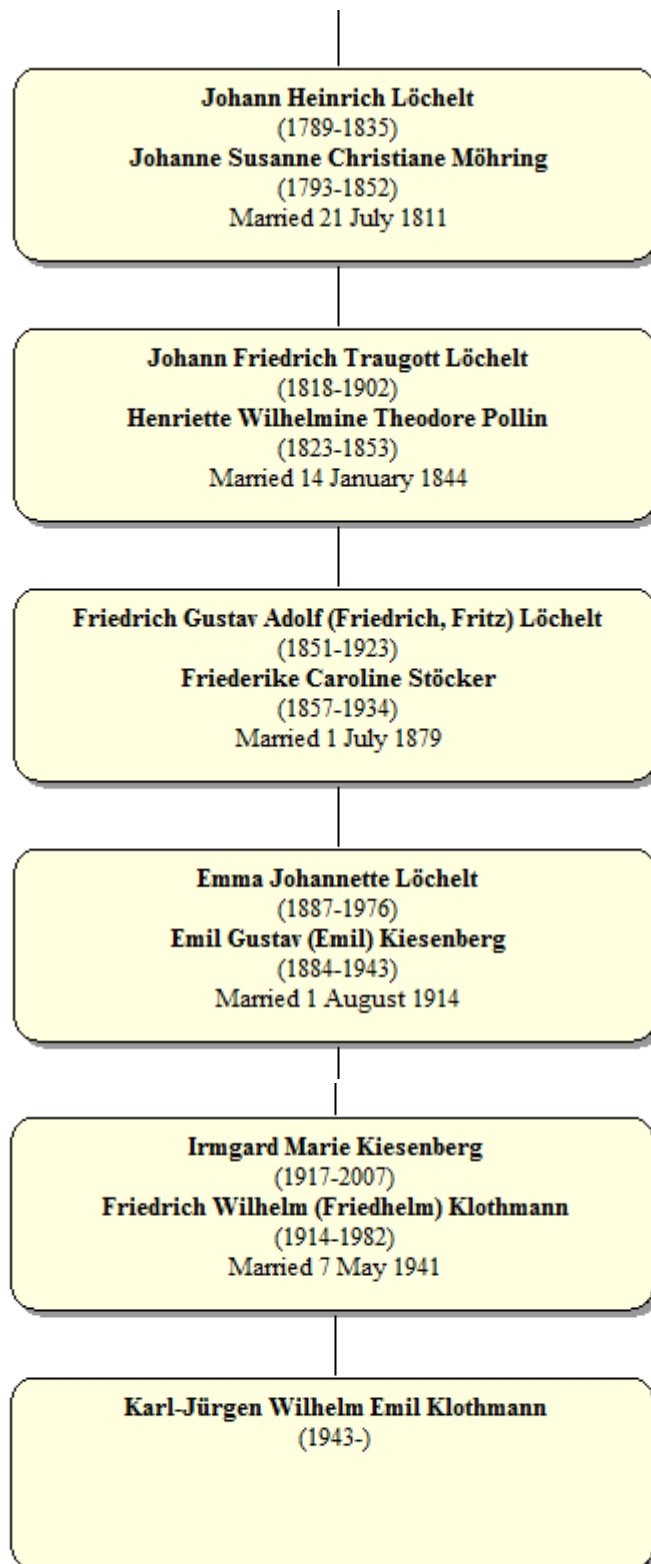 Johann Heinrich Löchelt
(1789-1835)
Johanne Susanne Christiane Möhring
(1793-1852)
Married 21 July 1811
Johann Friedrich Traugott Löchelt
(1818-1902)
Henriette Wilhelmine Theodore Pollin
(1823-1853)
Married 14 January 1844
Friedrich Gustav Adolf (Friedrich, Fritz) Löchelt
(1851-1923)
Friederike Caroline Stöcker
(1857-1934)
Married 1 July 1879
Emma Johannette Löchelt
(1887-1976)
Emil Gustav (Emil) Kiesenberg
(1884-1943)
Married 1 August 1914
Irmgard Marie Kiesenberg
(1917-2007)
Friedrich Wilhelm (Friedhelm) Klothmann
(1914-1982)
Married 7 May 1941
Karl-Jürgen Wilhelm Emil Klothmann
(1943-)